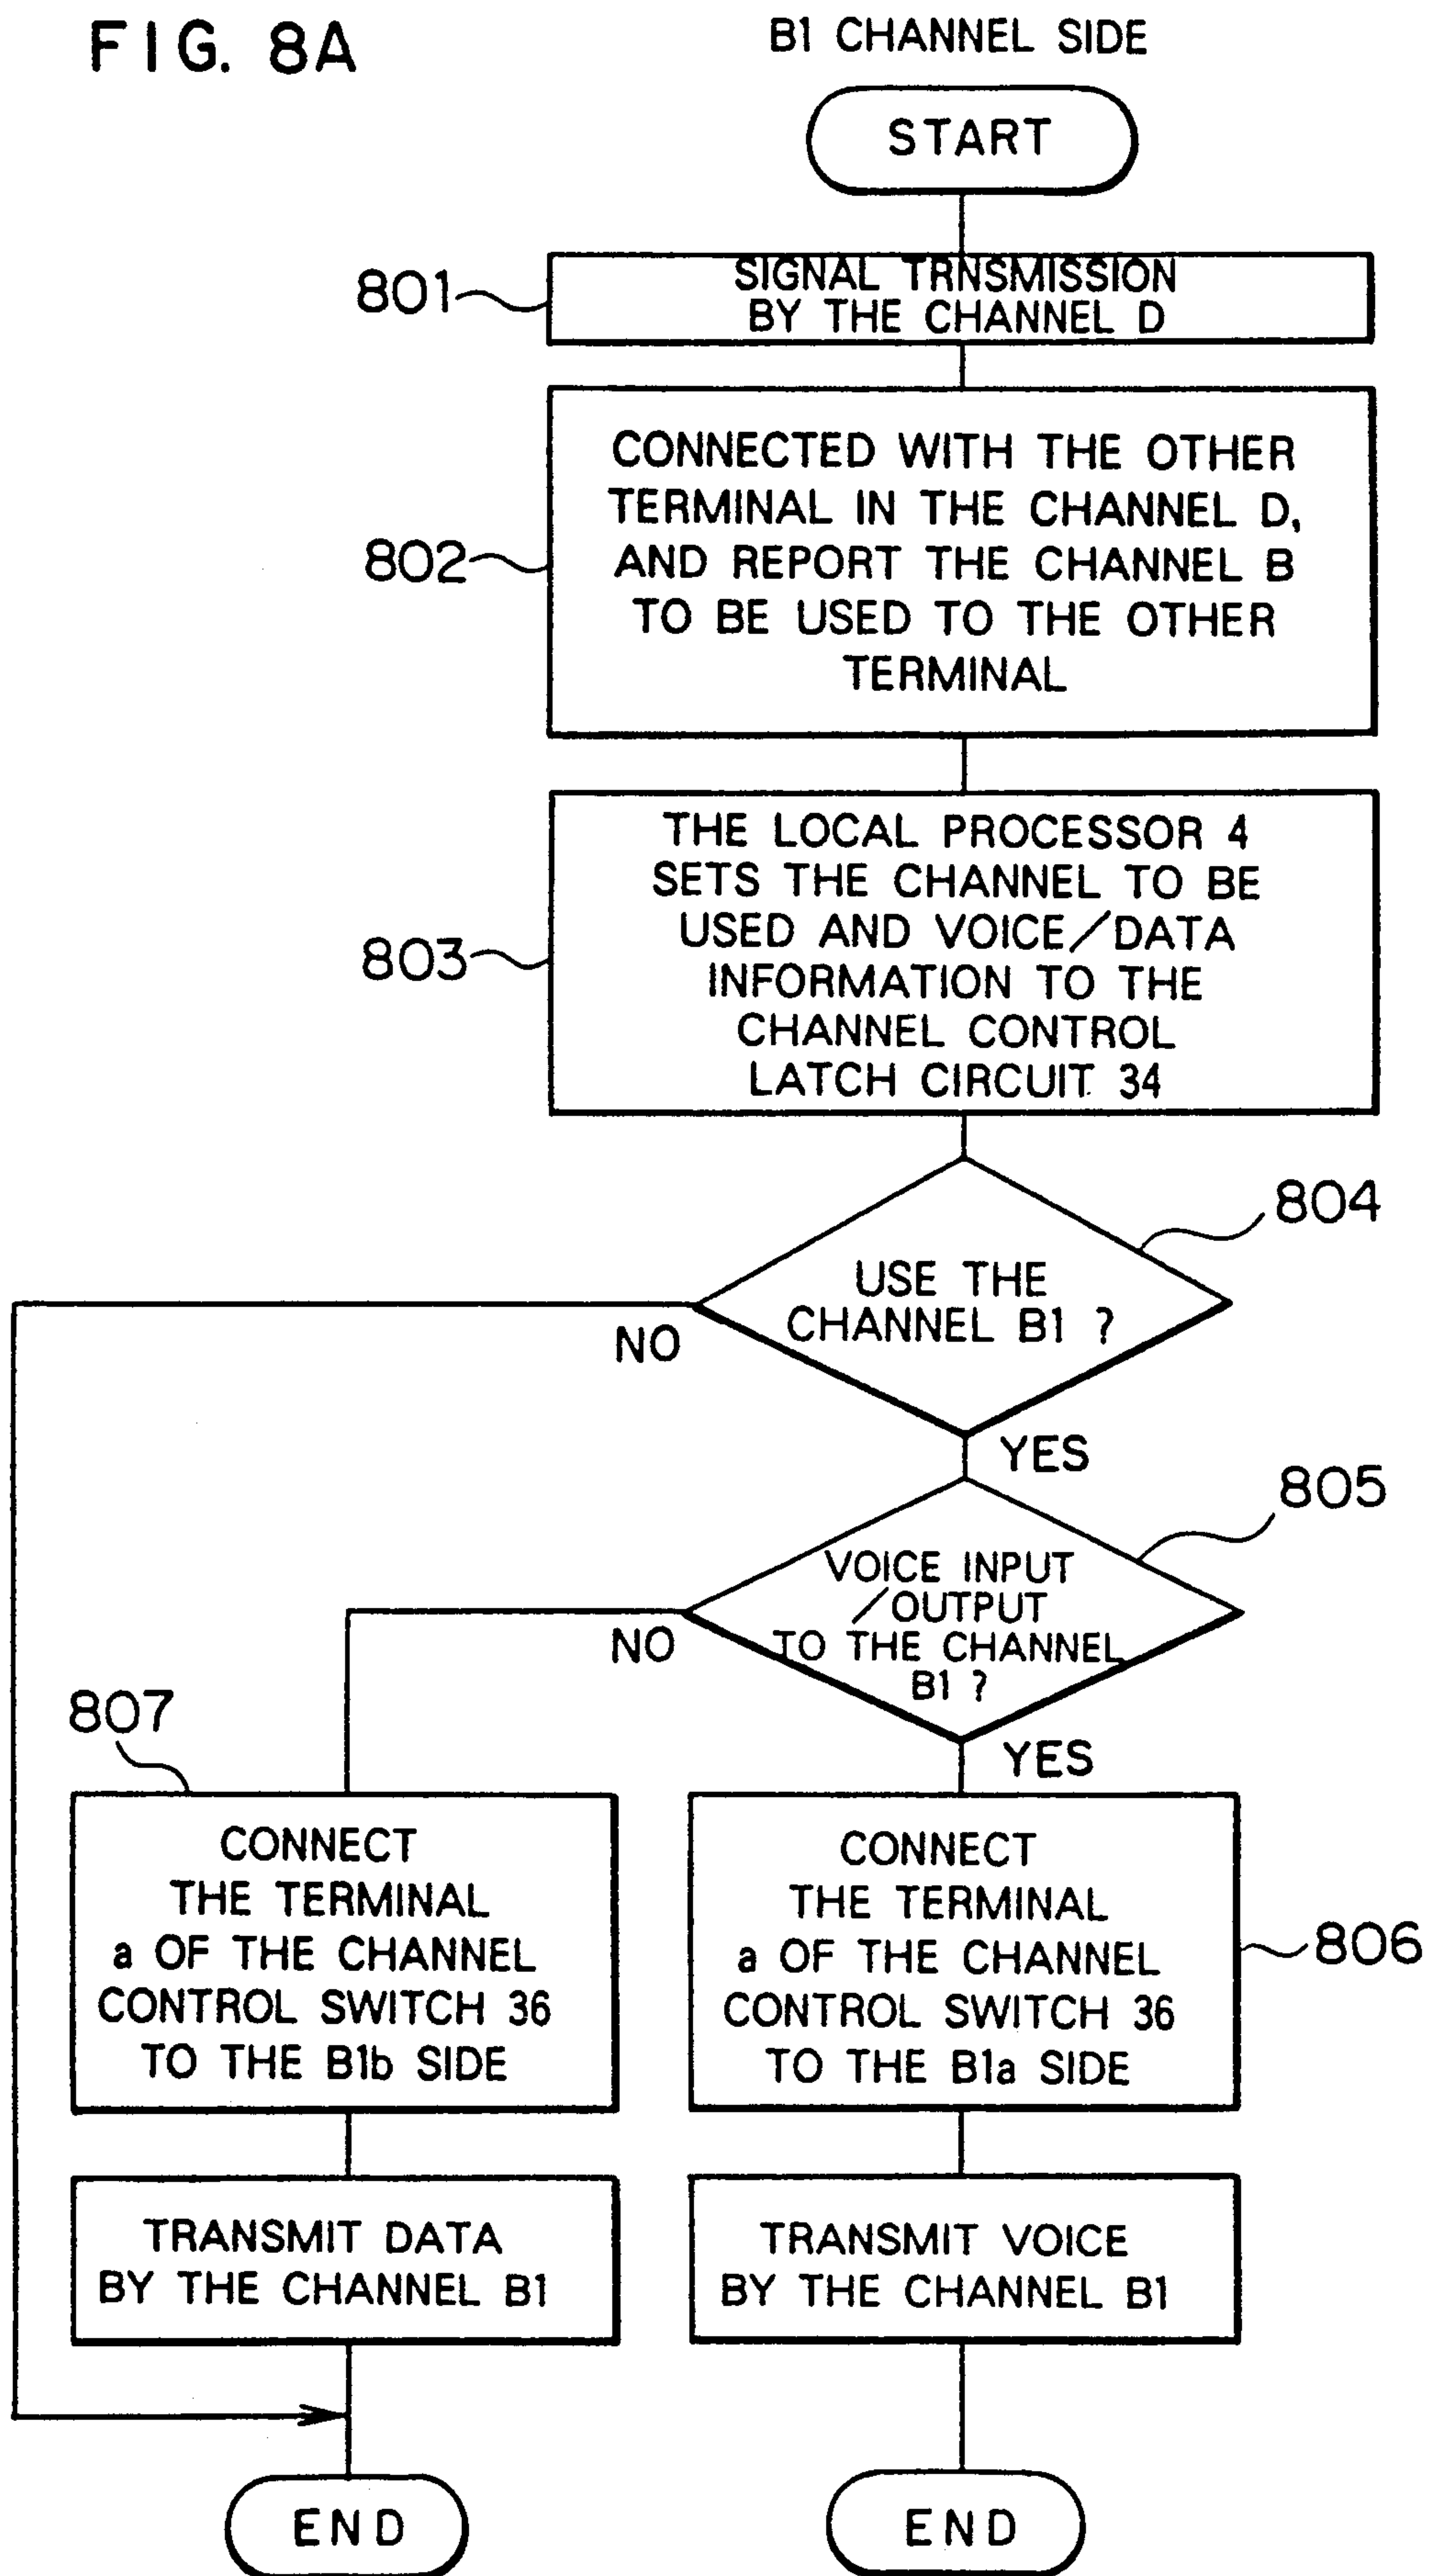 FIG. 8A
B1 CHANNEL SIDE
START
801
SIGNAL TRNSMISSION
BY THE CHANNEL D
802
CONNECTED WITH THE OTHER
TERMINAL IN THE CHANNEL D,
AND REPORT THE CHANNEL B
TO BE USED TO THE OTHER
TERMINAL
803
THE LOCAL PROCESSOR 4
SETS THE CHANNEL TO BE
USED AND VOICE/DATA
INFORMATION TO THE
CHANNEL CONTROL
LATCH CIRCUIT 34
804
USE THE
CHANNEL B1 ?
NO
YES
805
VOICE INPUT
/OUTPUT
TO THE CHANNEL
B1 ?
NO
YES
807
CONNECT
THE TERMINAL
a OF THE CHANNEL
CONTROL SWITCH 36
TO THE B1b SIDE
CONNECT
THE TERMINAL
a OF THE CHANNEL
CONTROL SWITCH 36
TO THE B1a SIDE
806
TRANSMIT DATA
BY THE CHANNEL B1
TRANSMIT VOICE
BY THE CHANNEL B1
END
END